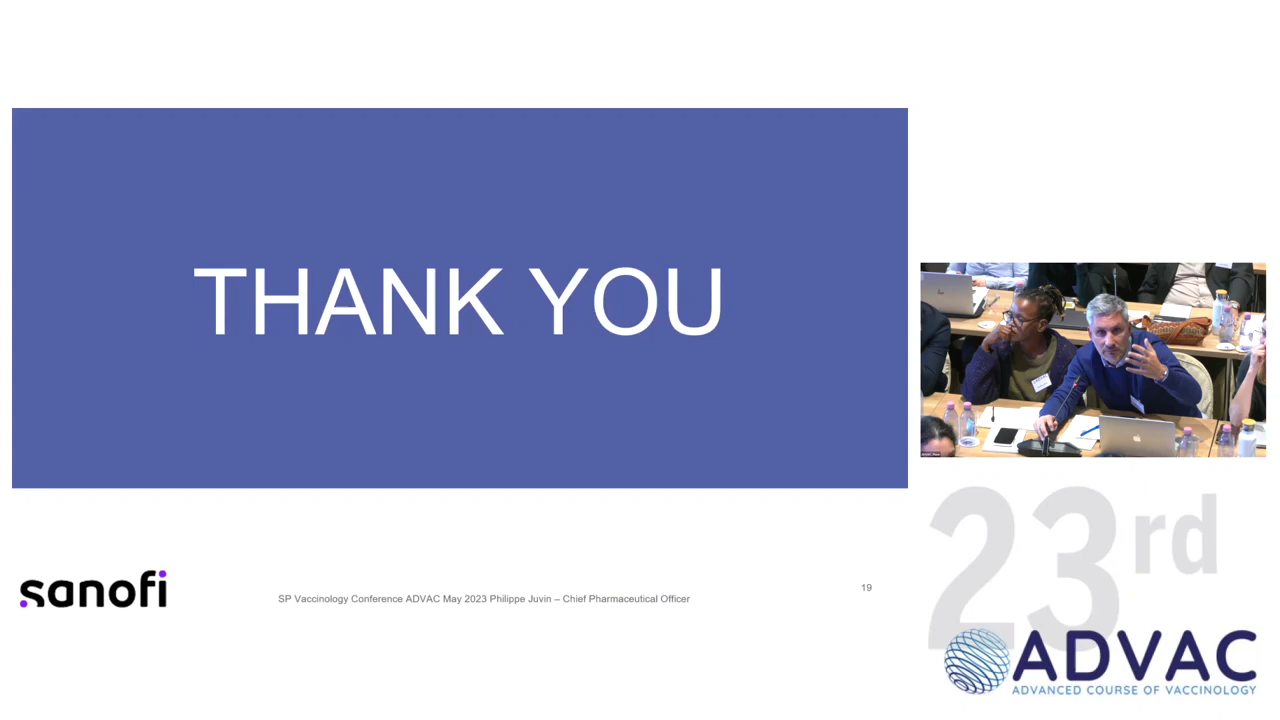 THANK YOU
sanofi
SP Vaccinology Conference ADVAC May 2023 Philippe Juvin – Chief Pharmaceutical Officer
19
23rd
ADVAC
ADVANCED COURSE OF VACCINOLOGY